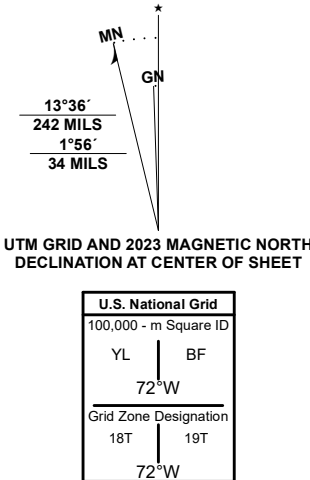 ★
MN
GN
13°36´
242 MILS
1°56´
34 MILS
UTM GRID AND 2023 MAGNETIC NORTH
DECLINATION AT CENTER OF SHEET
U.S. National Grid
100,000 - m Square ID
YL BF
72°W
Grid Zone Designation
18T 19T
72°W